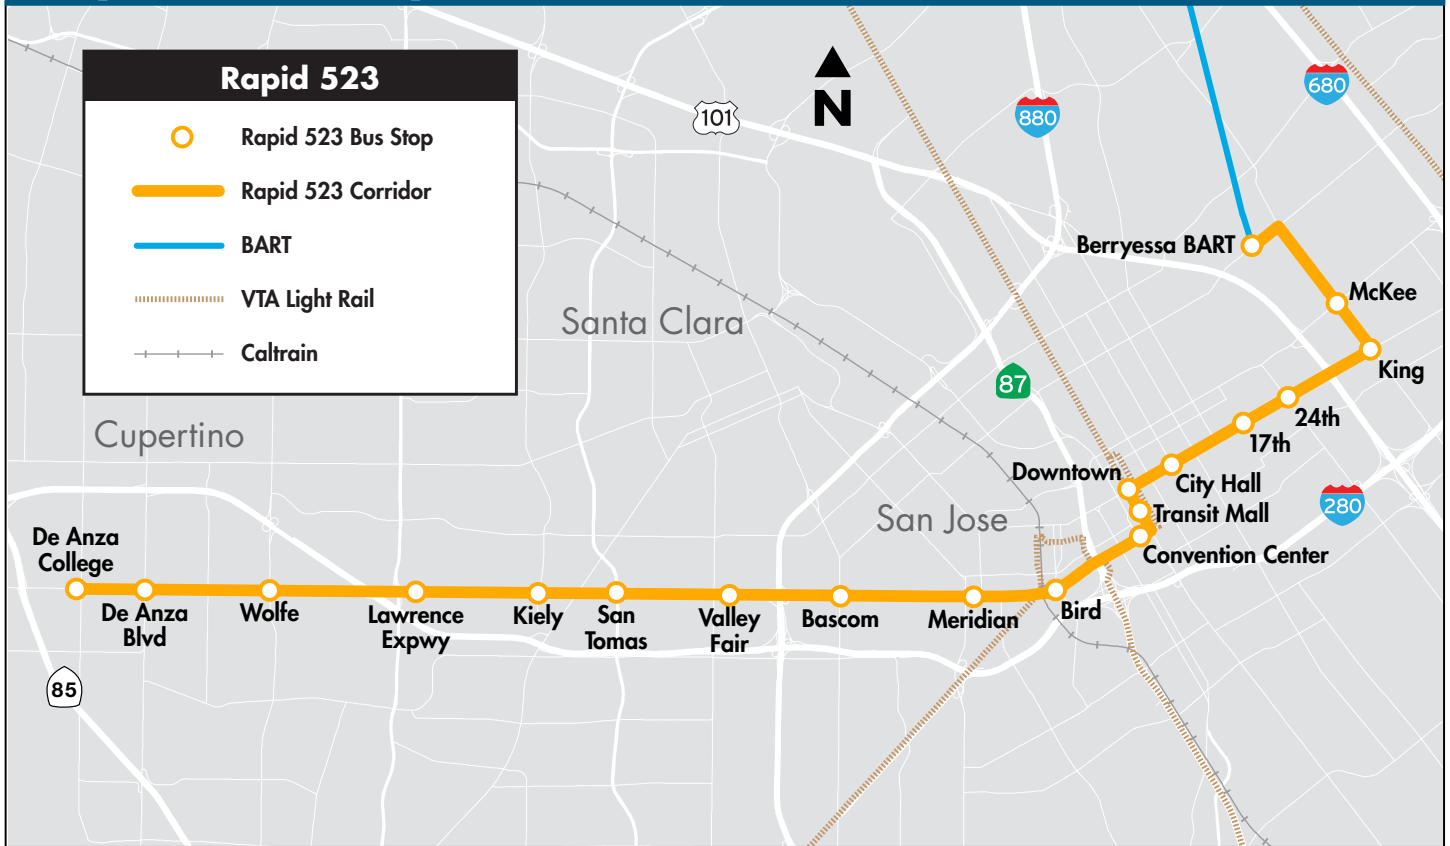 Rapid 523
Rapid 523 Bus Stop
Rapid 523 Corridor
BART
VTA Light Rail
Caltrain
N
101
880
680
Berryessa BART
McKee
Santa Clara
King
87
24th
Cupertino
17th
Downtown
City Hall
280
San Jose
Transit Mall
Convention Center
De Anza
College
De Anza
Blvd
Wolfe
Lawrence
Expwy
Kiely
San
Tomas
Valley
Fair
Bascom
Meridian
Bird
85